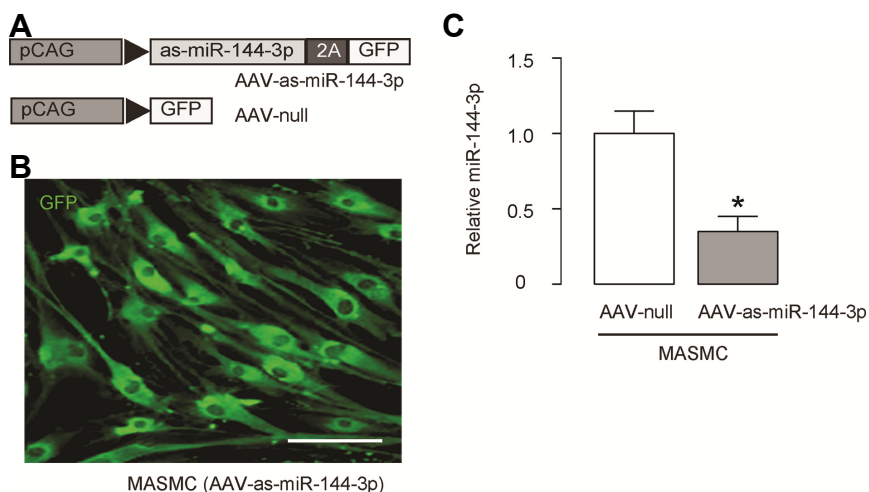 A
pCAG as-miR-144-3p 2A GFP
AAV-as-miR-144-3p
pCAG GFP AAV-null
B
GFP
MASMC (AAV-as-miR-144-3p)
C
Relative miR-144-3p
1.5
1.0
0.5
0
*
AAV-null AAV-as-miR-144-3p
MASMC